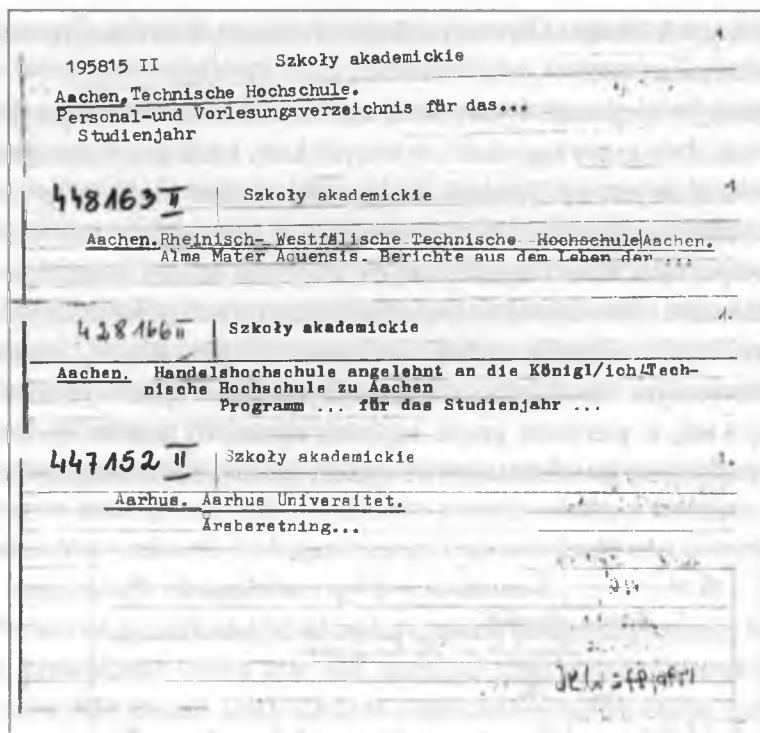 195815 II Szkoły akademickie
Aachen, Technische Hochschule.
Personal-und Vorlesungsverzeichnis für das...
Studienjahr
448163 II Szkoły akademickie 1
Aachen. Rheinisch- Westfälische Technische Hochschule Aachen.
Alma Mater Aquensis. Berichte aus dem Leben der ...
428166 II Szkoły akademickie 1.
Aachen. Handelshochschule angelehnt an die Königl/ich/Tech-
nische Hochschule zu Aachen
Programm ... für das Studienjahr ...
447152 II Szkoły akademickie 1.
Aarhus. Aarhus Universitet.
Årsberetning...